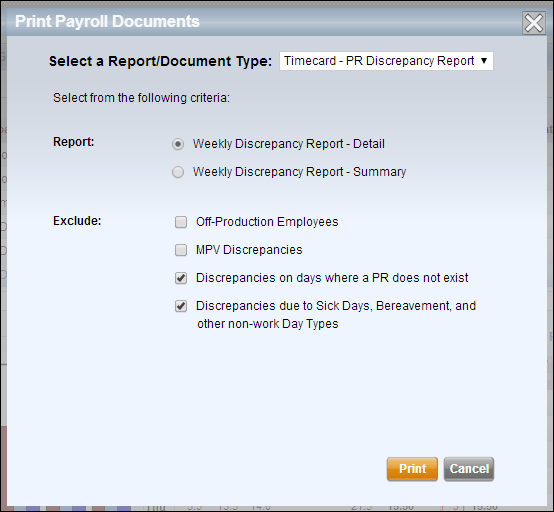 Print Payroll Documents
Select a Report/Document Type: Timecard - PR Discrepancy Report
Select from the following criteria:
Report: Weekly Discrepancy Report - Detail
Weekly Discrepancy Report - Summary
Exclude: Off-Production Employees
MPV Discrepancies
Discrepancies on days where a PR does not exist
Discrepancies due to Sick Days, Bereavement, and
other non-work Day Types
Print Cancel